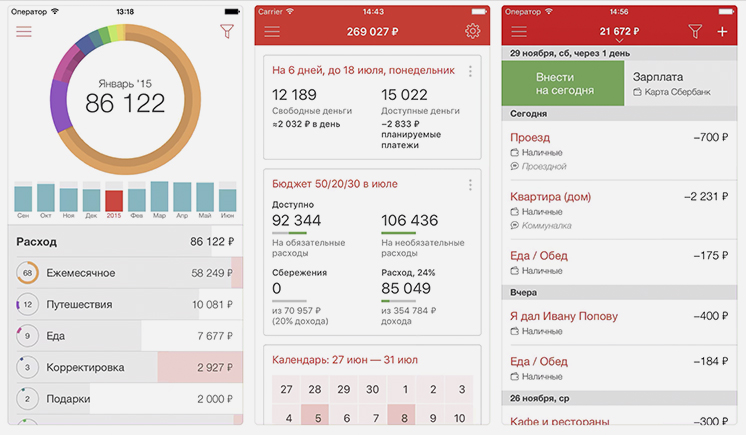 Оператор 13:18
Январь '15
86 122
Сен Окт Ноя Дек 2015 Фев Мар Апр Май Июн
Расход 86 122 ₽
68 Ежемесячное 58 249 ₽
12 Путешествия 10 081 ₽
9 Еда 7 677 ₽
3 Корректировка 2 927 ₽
2 Подарки 2 000 ₽
Carrier 14:43
269 027 ₽
На 6 дней, до 18 июля, понедельник
12 189 15 022
Свободные деньги Доступные деньги
≈2 032 ₽ в день −2 833 ₽
планируемые
платежи
Бюджет 50/20/30 в июле
Доступно
92 344 106 436
На обязательные На необязательные
расходы расходы
Сбережения Расход, 24%
0 85 049
из 70 957 ₽ из 354 784 ₽
(20% дохода) дохода
Календарь: 27 июн — 31 июл
27 28 29 30 1 2 3
4 5 6 7 8 9 10
Оператор 14:56
21 672 ₽
29 ноября, сб, через 1 день
Внести Зарплата
на сегодня Карта Сбербанк
Сегодня
Проезд −700 ₽
Наличные
Проездной
Квартира (дом) −2 231 ₽
Наличные
Коммуналка
Еда / Обед −175 ₽
Наличные
Вчера
Я дал Ивану Попову −400 ₽
Наличные
Еда / Обед −184 ₽
Наличные
26 ноября, ср
Кафе и рестораны −300 ₽